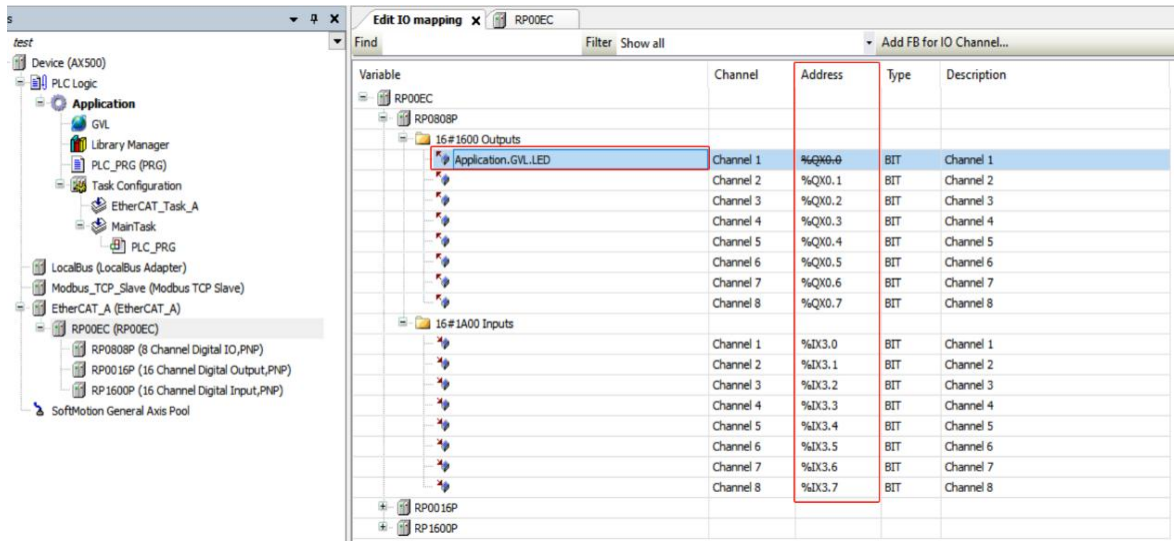 s
test
Device (AX500)
PLC Logic
Application
GVL
Library Manager
PLC_PRG (PRG)
Task Configuration
EtherCAT_Task_A
MainTask
PLC_PRG
LocalBus (LocalBus Adapter)
Modbus_TCP_Slave (Modbus TCP Slave)
EtherCAT_A (EtherCAT_A)
RP00EC (RP00EC)
RP0808P (8 Channel Digital IO,PNP)
RP0016P (16 Channel Digital Output,PNP)
RP1600P (16 Channel Digital Input,PNP)
SoftMotion General Axis Pool
Edit IO mapping RP00EC
Find Filter Show all Add FB for IO Channel...
Variable Channel Address Type Description
RP00EC
RP0808P
16#1600 Outputs
Application.GVL.LED Channel 1 %QX0.0 BIT Channel 1
Channel 2 %QX0.1 BIT Channel 2
Channel 3 %QX0.2 BIT Channel 3
Channel 4 %QX0.3 BIT Channel 4
Channel 5 %QX0.4 BIT Channel 5
Channel 6 %QX0.5 BIT Channel 6
Channel 7 %QX0.6 BIT Channel 7
Channel 8 %QX0.7 BIT Channel 8
16#1A00 Inputs
Channel 1 %IX3.0 BIT Channel 1
Channel 2 %IX3.1 BIT Channel 2
Channel 3 %IX3.2 BIT Channel 3
Channel 4 %IX3.3 BIT Channel 4
Channel 5 %IX3.4 BIT Channel 5
Channel 6 %IX3.5 BIT Channel 6
Channel 7 %IX3.6 BIT Channel 7
Channel 8 %IX3.7 BIT Channel 8
RP0016P
RP1600P